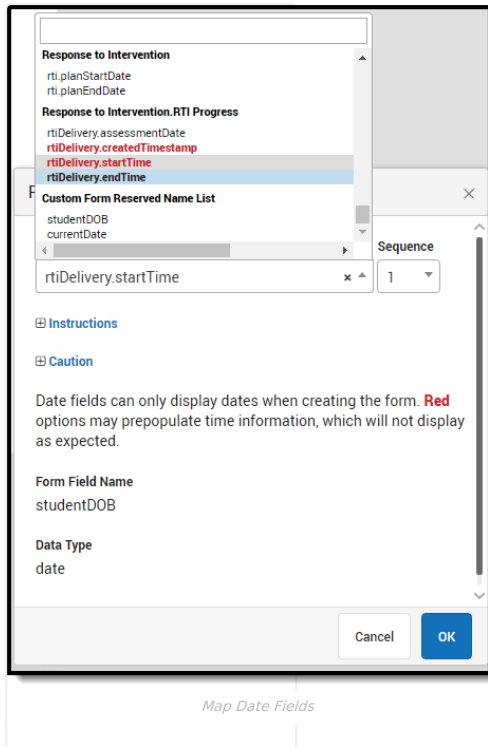 Response to Intervention
rti.planStartDate
rti.planEndDate
Response to Intervention.RTI Progress
rtiDelivery.assessmentDate
rtiDelivery.createdTimestamp
rtiDelivery.startTime
rtiDelivery.endTime
Custom Form Reserved Name List
studentDOB
currentDate
Sequence
rtiDelivery.startTime
1
Instructions
Caution
Date fields can only display dates when creating the form. Red
options may prepopulate time information, which will not display
as expected.
Form Field Name
studentDOB
Data Type
date
Cancel
OK
Map Date Fields